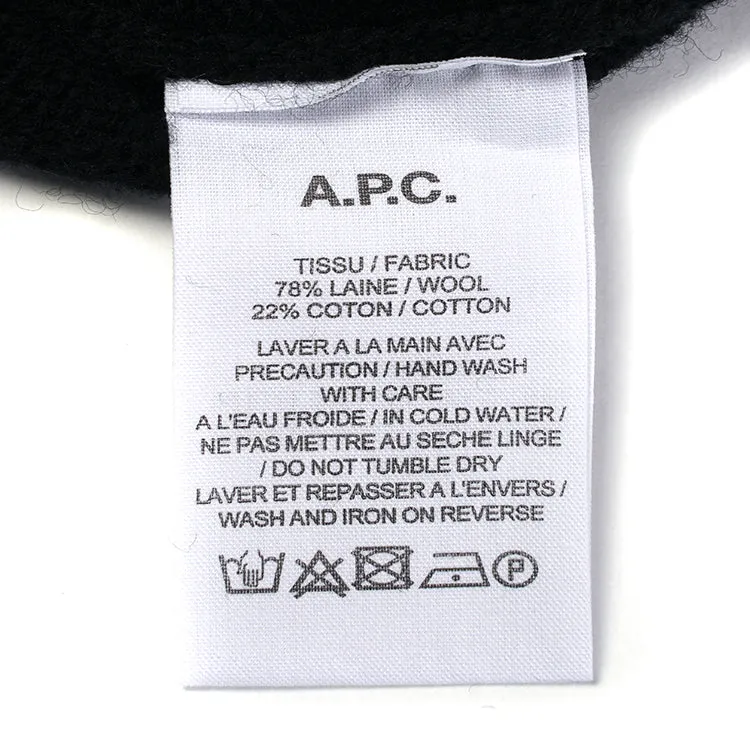 A.P.C.
TISSU / FABRIC
78% LAINE / WOOL
22% COTON / COTTON
LAVER A LA MAIN AVEC
PRECAUTION / HAND WASH
WITH CARE
A L'EAU FROIDE / IN COLD WATER /
NE PAS METTRE AU SECHE LINGE
/ DO NOT TUMBLE DRY
LAVER ET REPASSER A L'ENVERS /
WASH AND IRON ON REVERSE
P